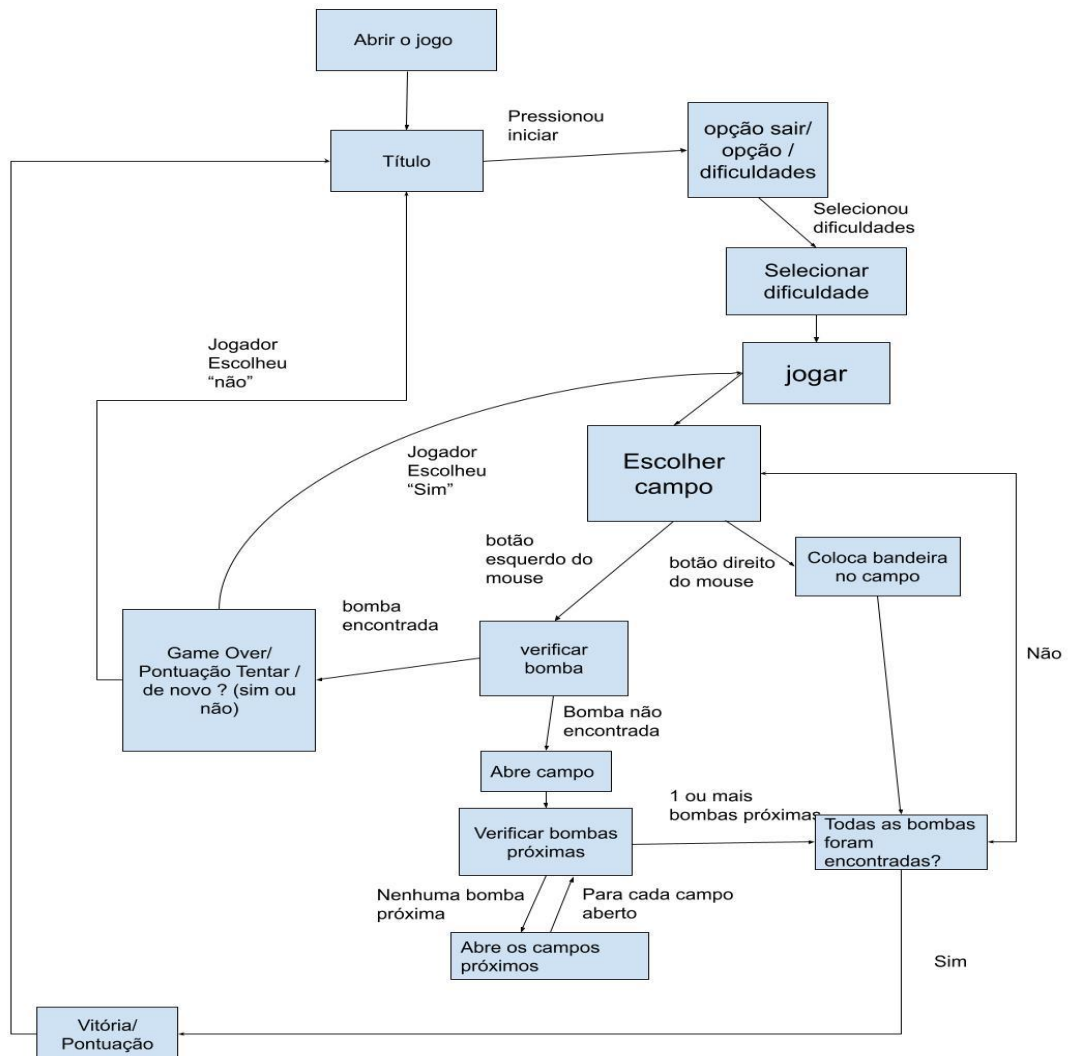 Abrir o jogo
Pressionou
iniciar
Título
opção sair/
opção /
dificuldades
Selecionou
dificuldades
Selecionar
dificuldade
Jogador
Escolheu
“não”
jogar
Jogador
Escolheu
“Sim”
Escolher
campo
botão
esquerdo do
mouse
botão direito
do mouse
Coloca bandeira
no campo
bomba
encontrada
Game Over/
Pontuação Tentar /
de novo ? (sim ou
não)
verificar
bomba
Não
Bomba não
encontrada
Abre campo
1 ou mais
bombas próximas
Verificar bombas
próximas
Todas as bombas
foram
encontradas?
Nenhuma bomba
próxima
Para cada campo
aberto
Abre os campos
próximos
Sim
Vitória/
Pontuação